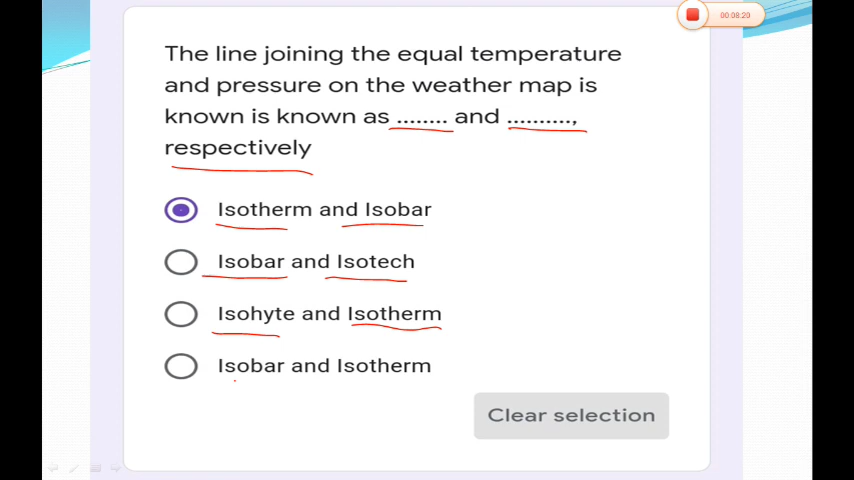 00:08:20
The line joining the equal temperature
and pressure on the weather map is
known is known as ........ and ..........,
respectively
Isotherm and Isobar
Isobar and Isotech
Isohyte and Isotherm
Isobar and Isotherm
Clear selection